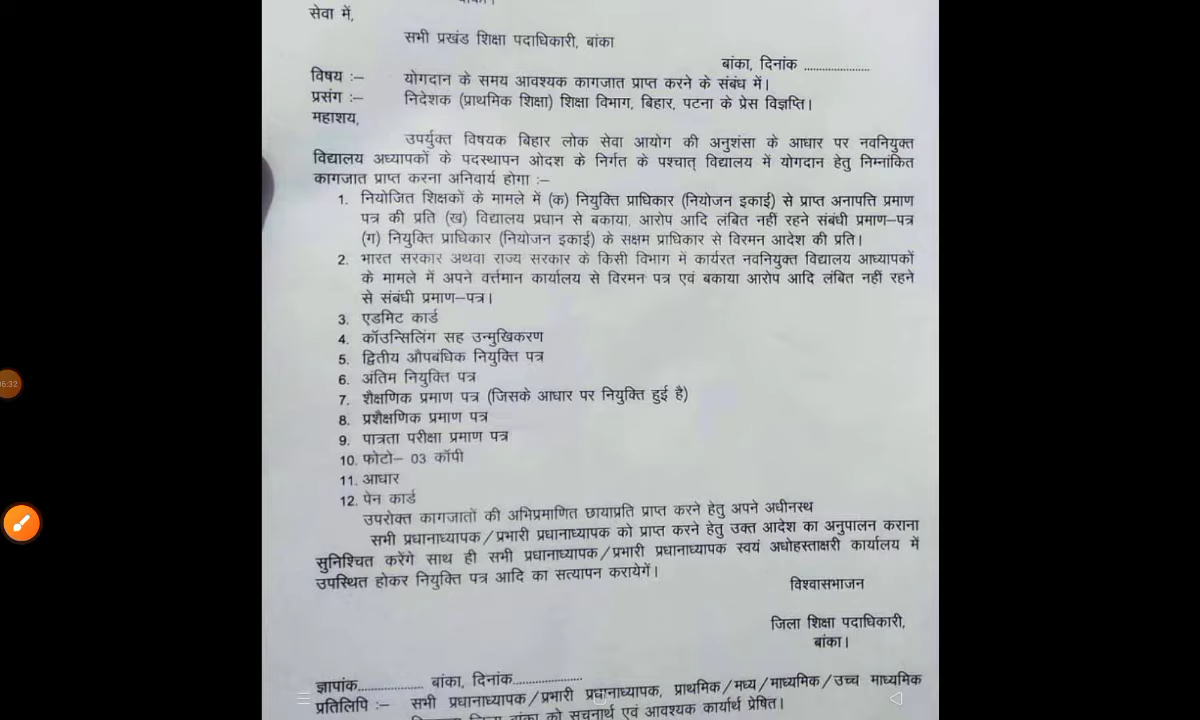 सेवा में,
सभी प्रखंड शिक्षा पदाधिकारी, बांका
बांका, दिनांक ......................
विषय :– योगदान के समय आवश्यक कागजात प्राप्त करने के संबंध में।
प्रसंग :– निदेशक (प्राथमिक शिक्षा) शिक्षा विभाग, बिहार, पटना के प्रेस विज्ञप्ति।
महाशय,
उपर्युक्त विषयक बिहार लोक सेवा आयोग की अनुशंसा के आधार पर नवनियुक्त
विद्यालय अध्यापकों के पदस्थापन ओदश के निर्गत के पश्चात् विद्यालय में योगदान हेतु निम्नांकित
कागजात प्राप्त करना अनिवार्य होगा :–
1. नियोजित शिक्षकों के मामले में (क) नियुक्ति प्राधिकार (नियोजन इकाई) से प्राप्त अनापत्ति प्रमाण
पत्र की प्रति (ख) विद्यालय प्रधान से बकाया, आरोप आदि लंबित नहीं रहने संबंधी प्रमाण–पत्र
(ग) नियुक्ति प्राधिकार (नियोजन इकाई) के सक्षम प्राधिकार से विरमन आदेश की प्रति।
2. भारत सरकार अथवा राज्य सरकार के किसी विभाग में कार्यरत नवनियुक्त विद्यालय आध्यापकों
के मामले में अपने वर्त्तमान कार्यालय से विरमन पत्र एवं बकाया आरोप आदि लंबित नहीं रहने
से संबंधी प्रमाण–पत्र।
3. एडमिट कार्ड
4. कॉउन्सिलिंग सह उन्मुखिकरण
5. द्वितीय औपबंधिक नियुक्ति पत्र
6. अंतिम नियुक्ति पत्र
7. शैक्षणिक प्रमाण पत्र (जिसके आधार पर नियुक्ति हुई है)
8. प्रशैक्षणिक प्रमाण पत्र
9. पात्रता परीक्षा प्रमाण पत्र
10. फोटो– 03 कॉपी
11. आधार
12. पेन कार्ड
उपरोक्त कागजातों की अभिप्रमाणित छायाप्रति प्राप्त करने हेतु अपने अधीनस्थ
सभी प्रधानाध्यापक/प्रभारी प्रधानाध्यापक को प्राप्त करने हेतु उक्त आदेश का अनुपालन कराना
सुनिश्चित करेंगे साथ ही सभी प्रधानाध्यापक/प्रभारी प्रधानाध्यापक स्वयं अधोहस्ताक्षरी कार्यालय में
उपस्थित होकर नियुक्ति पत्र आदि का सत्यापन करायेगें।
विश्वासभाजन
जिला शिक्षा पदाधिकारी,
बांका।
ज्ञापांक..................... बांका, दिनांक......................
प्रतिलिपि :– सभी प्रधानाध्यापक/प्रभारी प्रधानाध्यापक, प्राथमिक/मध्य/माध्यमिक/उच्च माध्यमिक
जिला बांका को सूचनार्थ एवं आवश्यक कार्यार्थ प्रेषित।